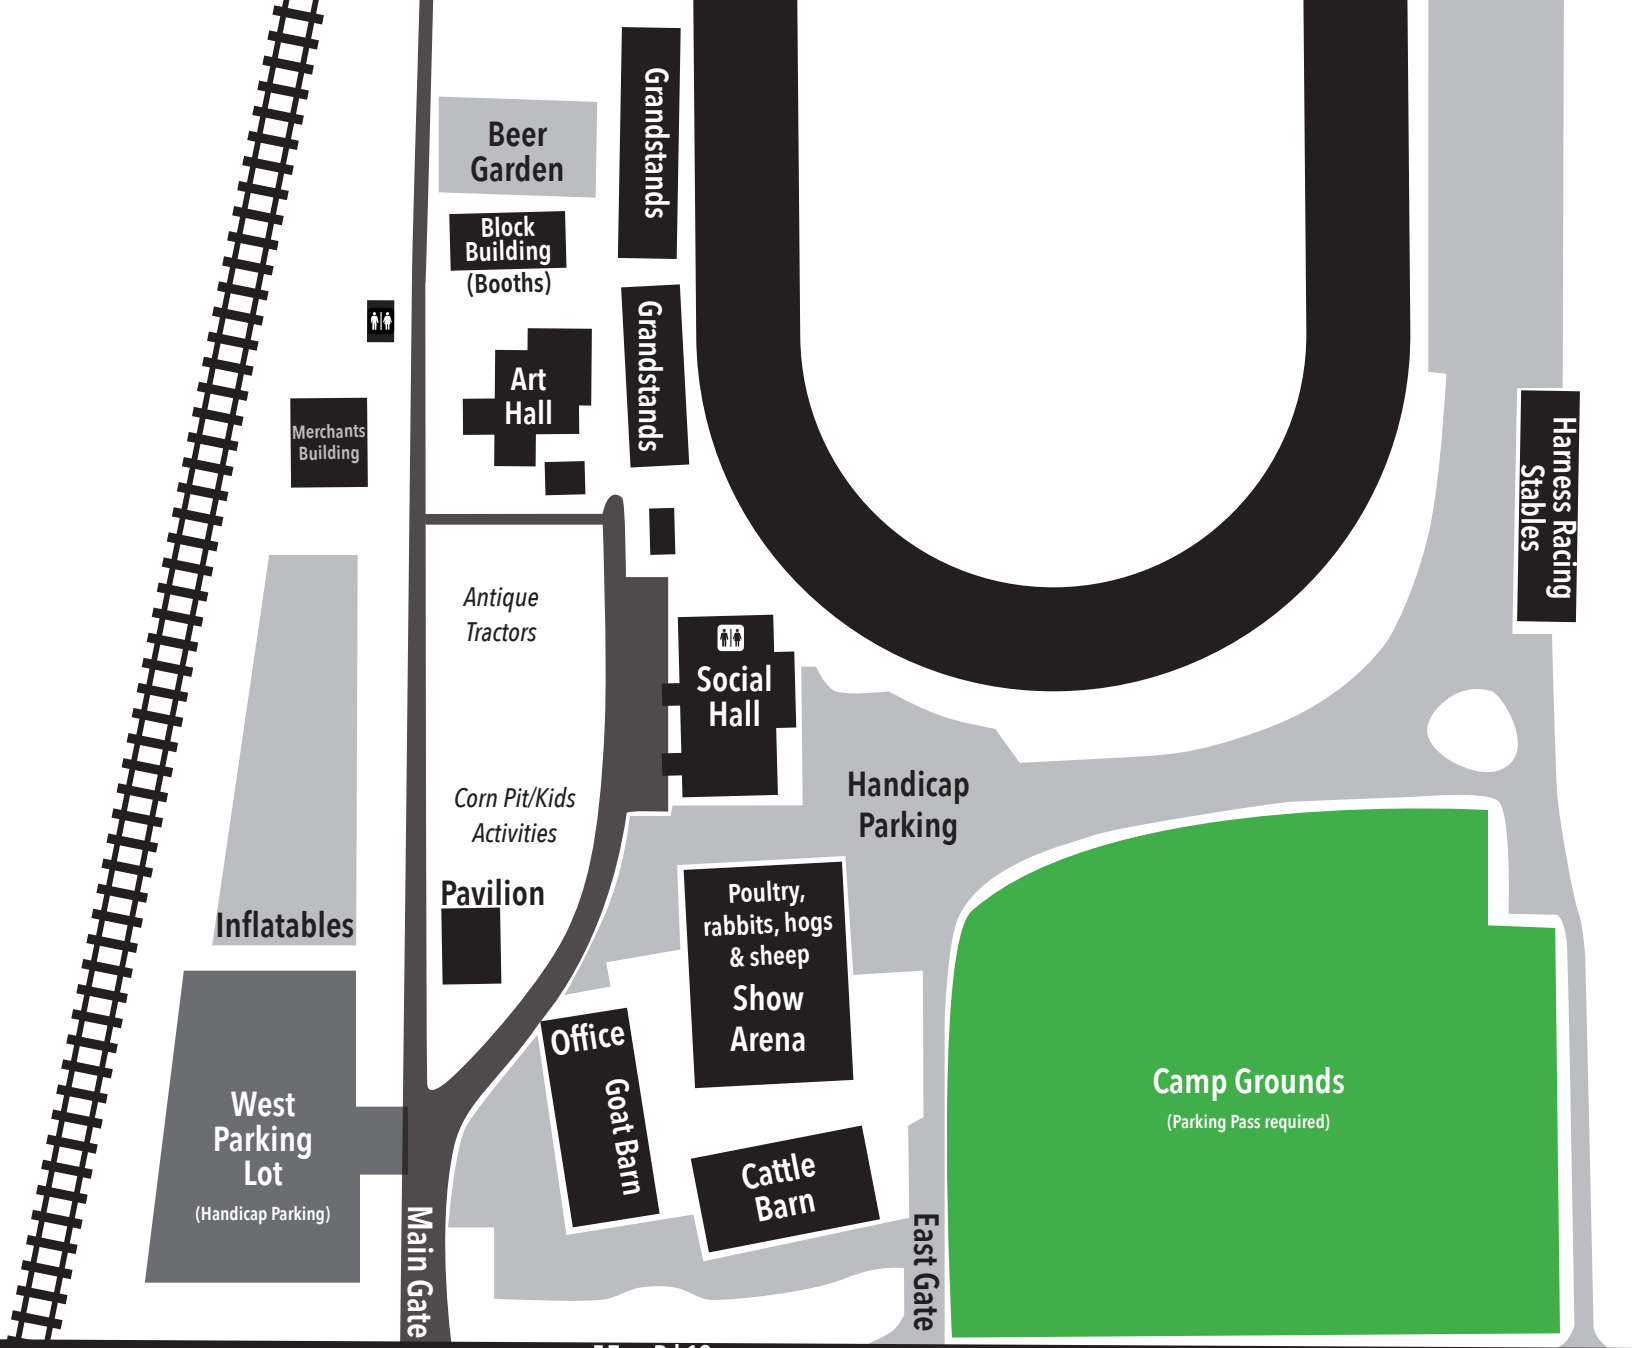 Grandstands
Beer
Garden
Block
Building
(Booths)
Grandstands
Art
Hall
Merchants
Building
Harness Racing
Stables
Antique
Tractors
Social
Hall
Handicap
Parking
Corn Pit/Kids
Activities
Pavilion
Inflatables
Poultry,
rabbits, hogs
& sheep
Show
Arena
Office
Goat Barn
Camp Grounds
(Parking Pass required)
West
Parking
Lot
(Handicap Parking)
Cattle
Barn
Main Gate
East Gate